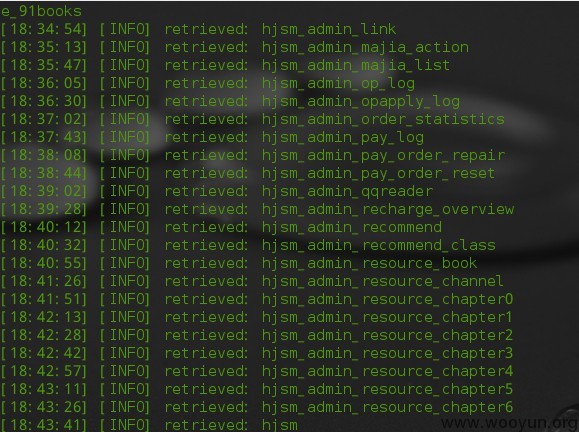 e_91books
[18:34:54] [INFO] retrieved: hjsm_admin_link
[18:35:13] [INFO] retrieved: hjsm_admin_majia_action
[18:35:47] [INFO] retrieved: hjsm_admin_majia_list
[18:36:05] [INFO] retrieved: hjsm_admin_op_log
[18:36:30] [INFO] retrieved: hjsm_admin_opapply_log
[18:37:02] [INFO] retrieved: hjsm_admin_order_statistics
[18:37:43] [INFO] retrieved: hjsm_admin_pay_log
[18:38:08] [INFO] retrieved: hjsm_admin_pay_order_repair
[18:38:44] [INFO] retrieved: hjsm_admin_pay_order_reset
[18:39:02] [INFO] retrieved: hjsm_admin_qqreader
[18:39:28] [INFO] retrieved: hjsm_admin_recharge_overview
[18:40:12] [INFO] retrieved: hjsm_admin_recommend
[18:40:32] [INFO] retrieved: hjsm_admin_recommend_class
[18:40:55] [INFO] retrieved: hjsm_admin_resource_book
[18:41:26] [INFO] retrieved: hjsm_admin_resource_channel
[18:41:51] [INFO] retrieved: hjsm_admin_resource_chapter0
[18:42:13] [INFO] retrieved: hjsm_admin_resource_chapter1
[18:42:28] [INFO] retrieved: hjsm_admin_resource_chapter2
[18:42:42] [INFO] retrieved: hjsm_admin_resource_chapter3
[18:42:57] [INFO] retrieved: hjsm_admin_resource_chapter4
[18:43:11] [INFO] retrieved: hjsm_admin_resource_chapter5
[18:43:26] [INFO] retrieved: hjsm_admin_resource_chapter6
[18:43:41] [INFO] retrieved: hjsm
www.wooyun.org